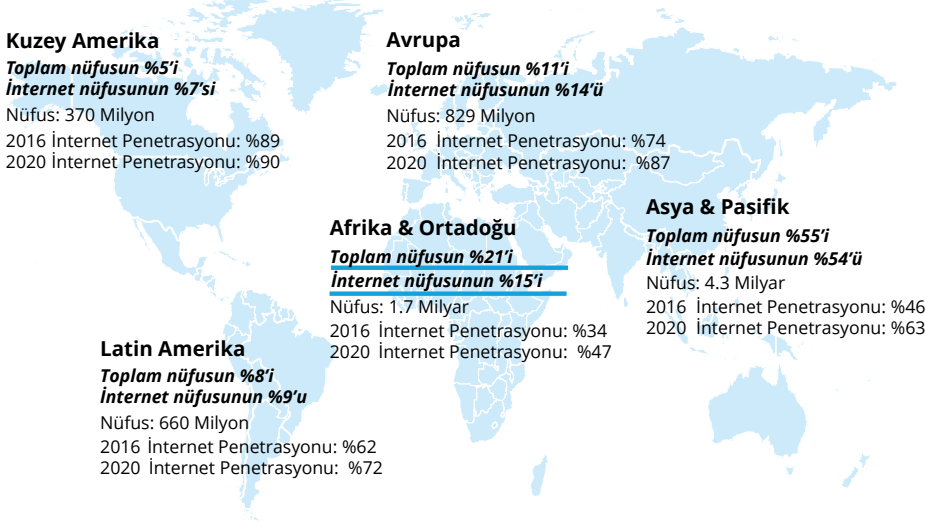 Kuzey Amerika
Toplam nüfusun %5’i
İnternet nüfusunun %7’si
Nüfus: 370 Milyon
2016 İnternet Penetrasyonu: %89
2020 İnternet Penetrasyonu: %90
Avrupa
Toplam nüfusun %11’i
İnternet nüfusunun %14’ü
Nüfus: 829 Milyon
2016 İnternet Penetrasyonu: %74
2020 İnternet Penetrasyonu: %87
Afrika & Ortadoğu
Toplam nüfusun %21’i
İnternet nüfusunun %15’i
Nüfus: 1.7 Milyar
2016 İnternet Penetrasyonu: %34
2020 İnternet Penetrasyonu: %47
Asya & Pasifik
Toplam nüfusun %55’i
İnternet nüfusunun %54’ü
Nüfus: 4.3 Milyar
2016 İnternet Penetrasyonu: %46
2020 İnternet Penetrasyonu: %63
Latin Amerika
Toplam nüfusun %8’i
İnternet nüfusunun %9’u
Nüfus: 660 Milyon
2016 İnternet Penetrasyonu: %62
2020 İnternet Penetrasyonu: %72